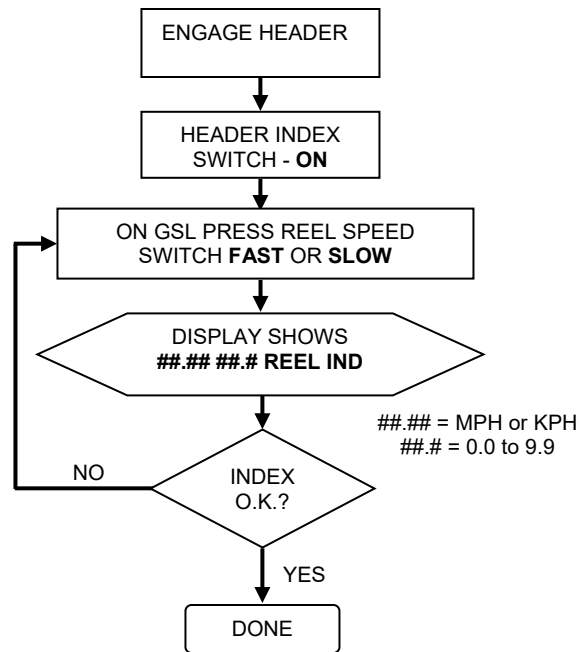 ENGAGE HEADER
HEADER INDEX
SWITCH - ON
ON GSL PRESS REEL SPEED
SWITCH FAST OR SLOW
DISPLAY SHOWS
##.## ##.# REEL IND
##.## = MPH or KPH
##.# = 0.0 to 9.9
NO
INDEX
O.K.?
YES
DONE